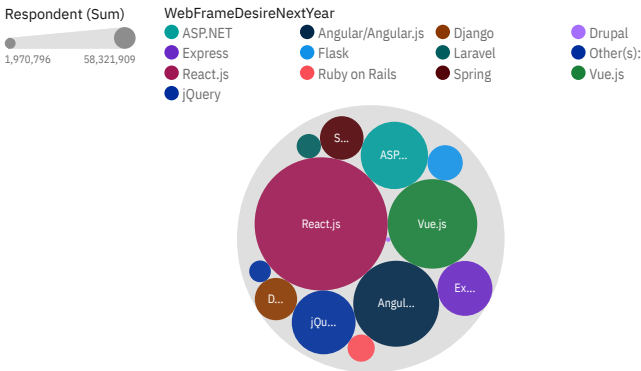 Respondent (Sum)
1,970,796 58,321,909
WebFrameDesireNextYear
ASP.NET Angular/Angular.js Django Drupal
Express Flask Laravel Other(s):
React.js Ruby on Rails Spring Vue.js
jQuery
S...
ASP...
React.js
Vue.js
D...
jQu...
Angul...
Ex...